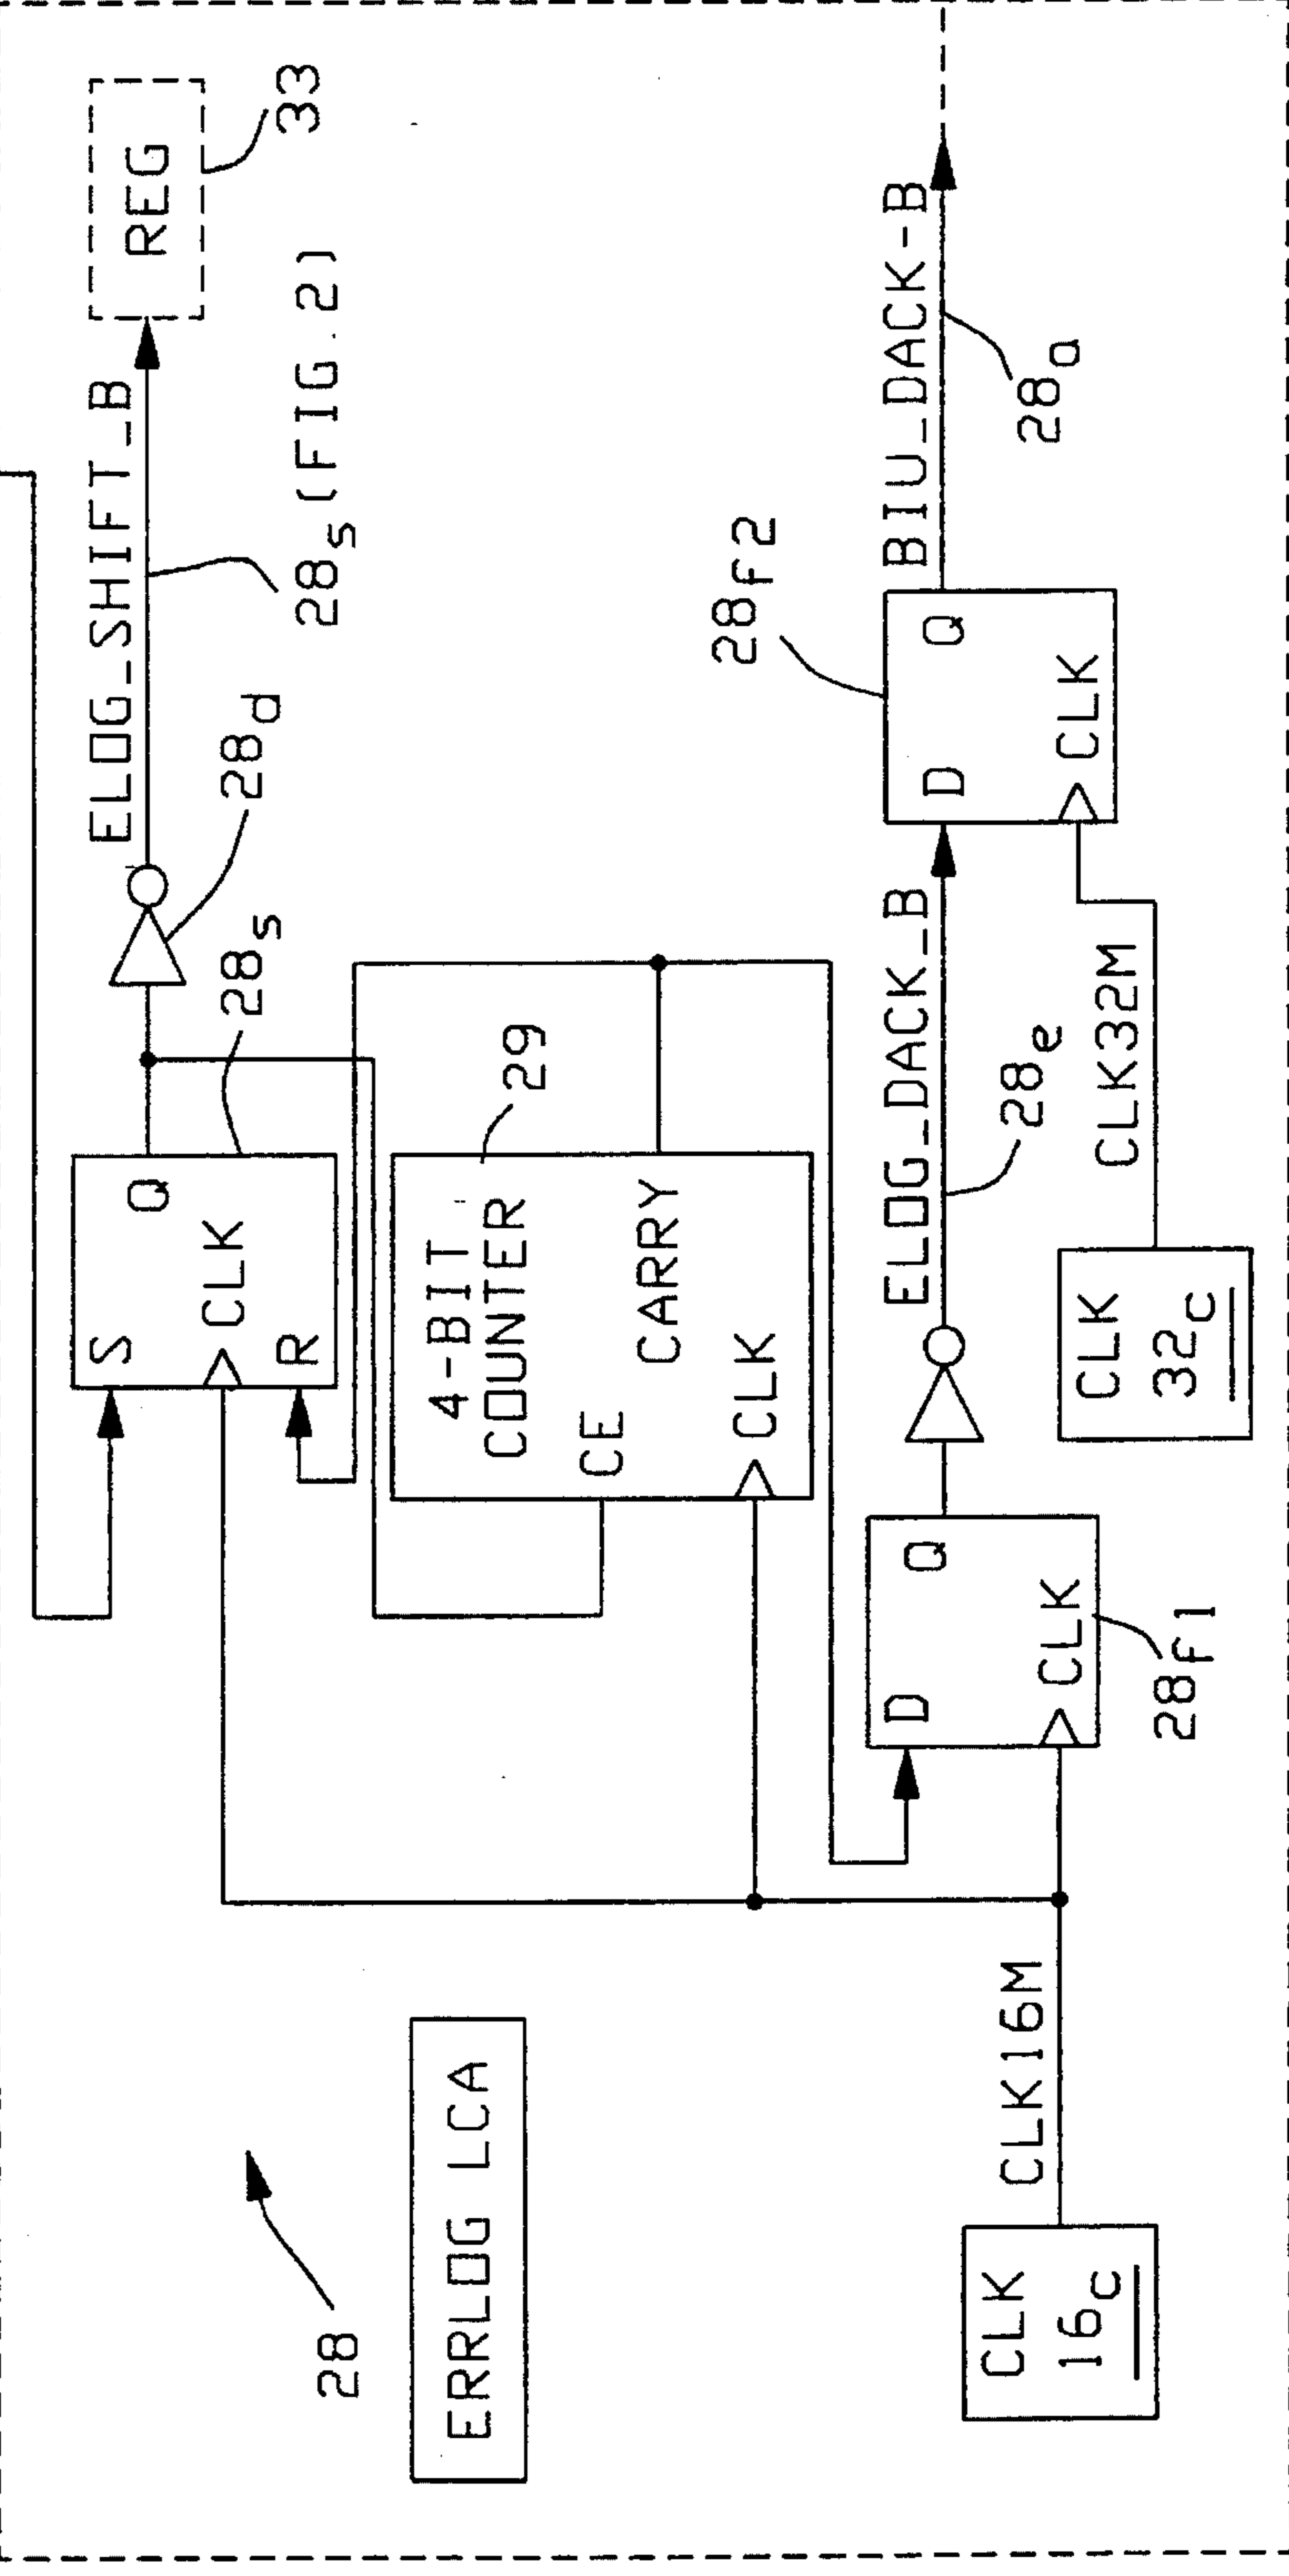 ELOG_SHIFT_B
REG
33
28s (FIG.2)
28d
S
Q
CLK
R
28s
4-BIT
COUNTER
CE
CARRY
CLK
29
28
ERRLOG LCA
28f2
ELOG_DACK_B
BIU_DACK-B
D
Q
CLK
28f1
28e
D
Q
CLK
28a
CLK16M
CLK
16c
CLK
32c
CLK32M